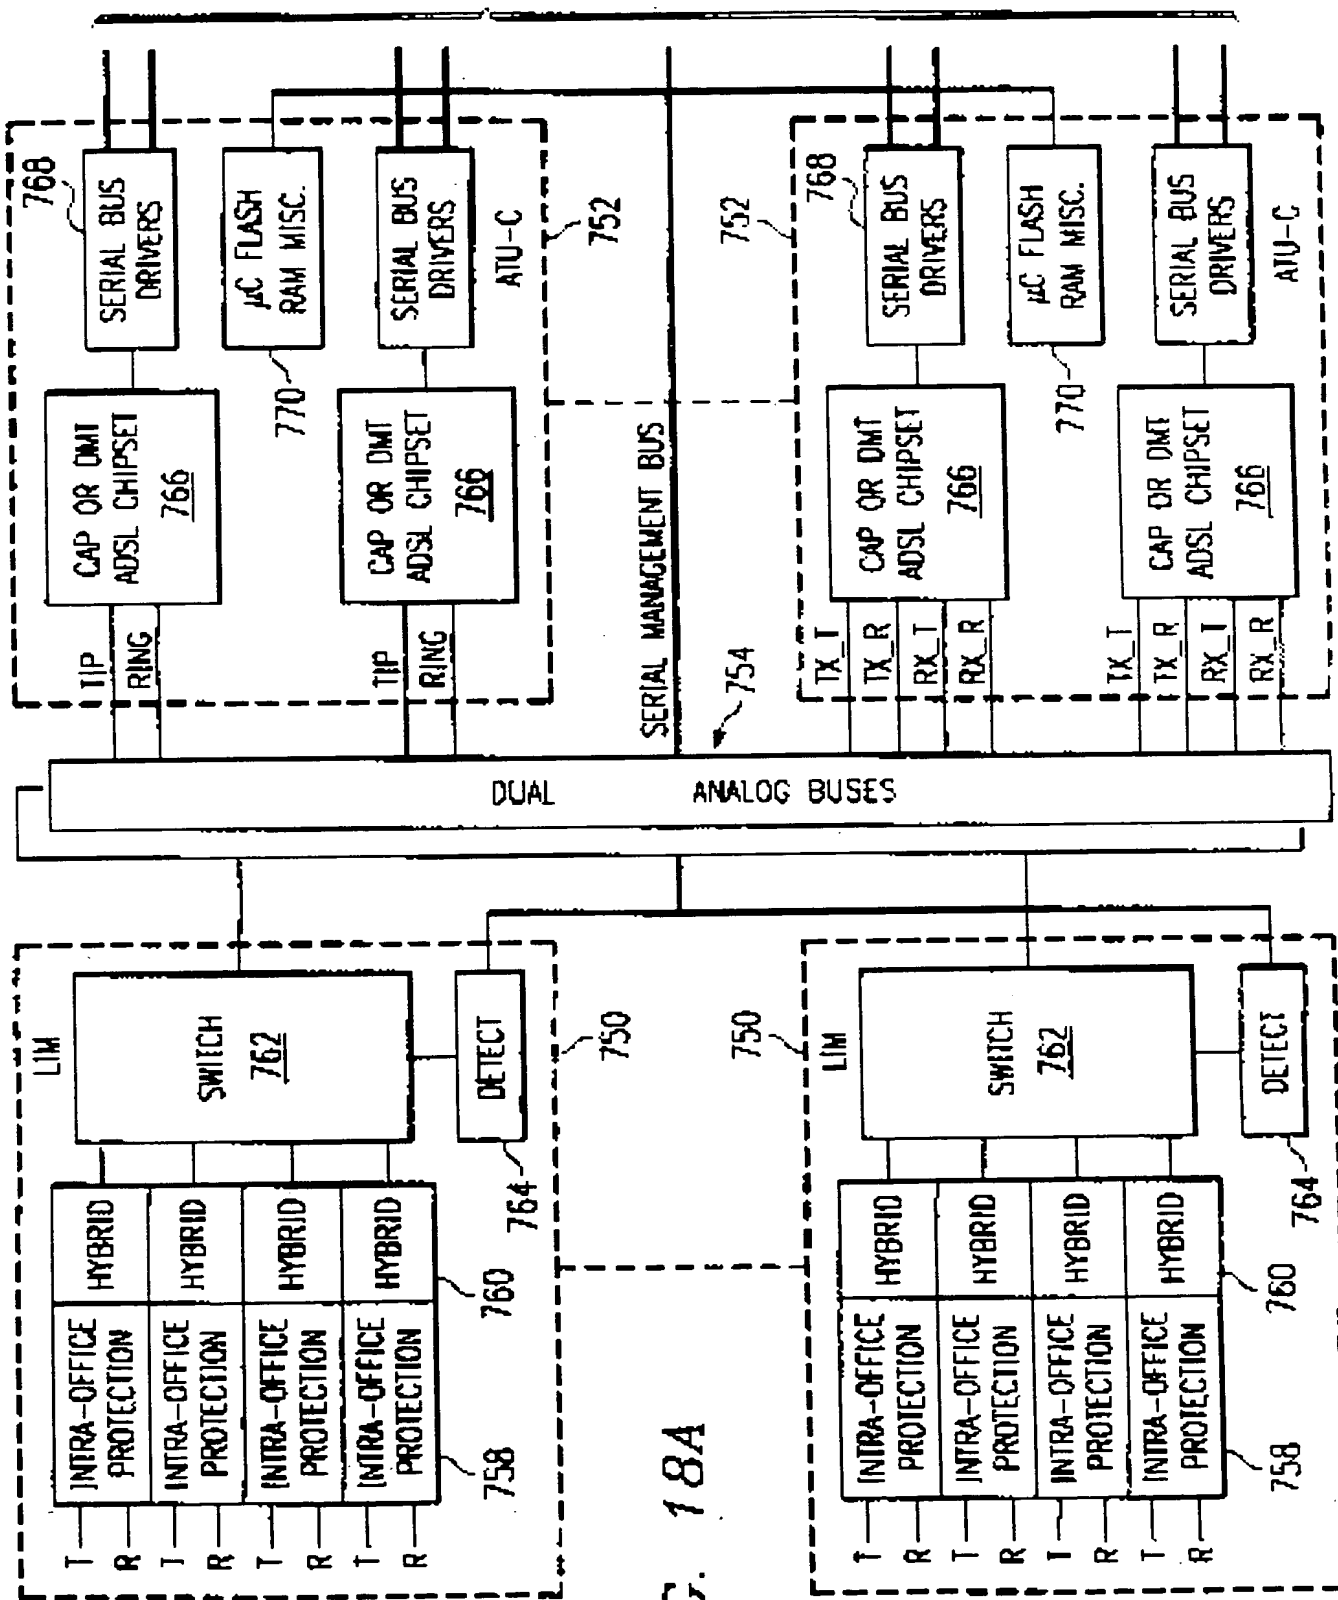 LIM
T
R
T
R
T
R
T
R
INTRA-OFFICE
PROTECTION
INTRA-OFFICE
PROTECTION
INTRA-OFFICE
PROTECTION
INTRA-OFFICE
PROTECTION
758
HYBRID
HYBRID
HYBRID
HYBRID
760
SWITCH
762
DETECT
764
750
DUAL ANALOG BUSES
754
SERIAL MANAGEMENT BUS
TIP
RING
CAP OR DMT
ADSL CHIPSET
766
SERIAL BUS
DRIVERS
768
µC FLASH
RAM MISC.
770
TIP
RING
CAP OR DMT
ADSL CHIPSET
766
SERIAL BUS
DRIVERS
ATU-C
752
LIM
750
T
R
T
R
T
R
T
R
INTRA-OFFICE
PROTECTION
INTRA-OFFICE
PROTECTION
INTRA-OFFICE
PROTECTION
INTRA-OFFICE
PROTECTION
758
HYBRID
HYBRID
HYBRID
HYBRID
760
SWITCH
762
DETECT
764
752
TX_T
TX_R
RX_T
RX_R
CAP OR DMT
ADSL CHIPSET
766
SERIAL BUS
DRIVERS
768
µC FLASH
RAM MISC.
770
TX_T
TX_R
RX_T
RX_R
CAP OR DMT
ADSL CHIPSET
766
SERIAL BUS
DRIVERS
ATU-C
18A